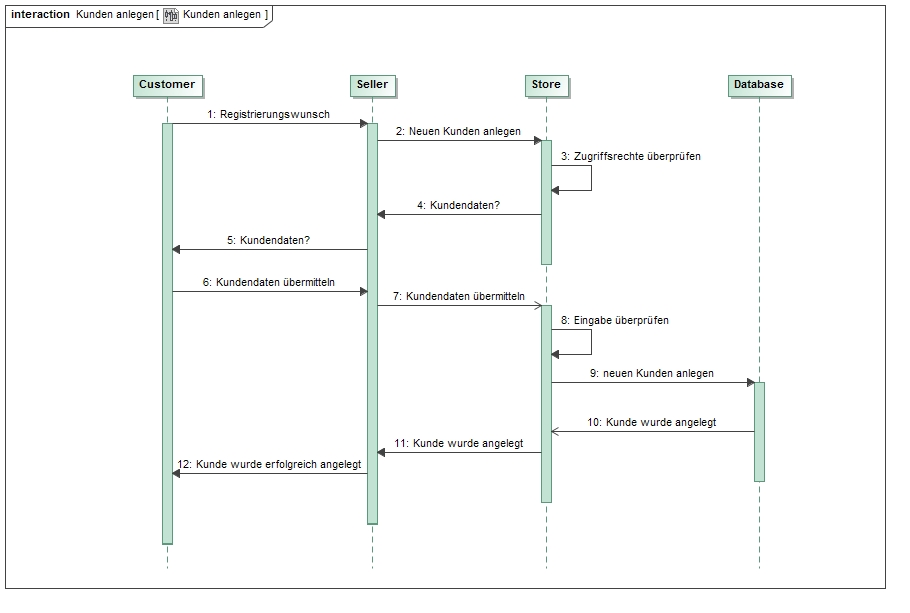 interaction Kunden anlegen [ Kunden anlegen ]
Customer Seller Store Database
1: Registrierungswunsch
2: Neuen Kunden anlegen
3: Zugriffsrechte überprüfen
4: Kundendaten?
5: Kundendaten?
6: Kundendaten übermitteln
7: Kundendaten übermitteln
8: Eingabe überprüfen
9: neuen Kunden anlegen
10: Kunde wurde angelegt
11: Kunde wurde angelegt
12: Kunde wurde erfolgreich angelegt